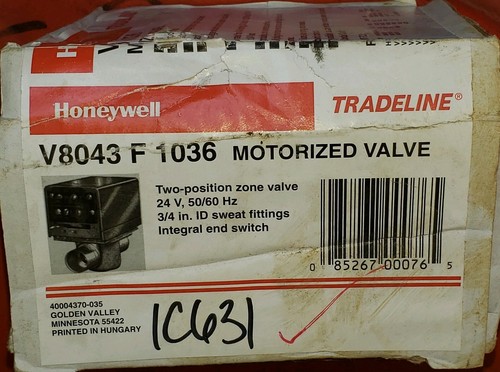 Honeywell
TRADELINE®
V8043 F 1036 MOTORIZED VALVE
Two-position zone valve
24 V, 50/60 Hz
3/4 in. ID sweat fittings
Integral end switch
0 85267 00076 5
40004370-035
GOLDEN VALLEY
MINNESOTA 55422
PRINTED IN HUNGARY
1C631